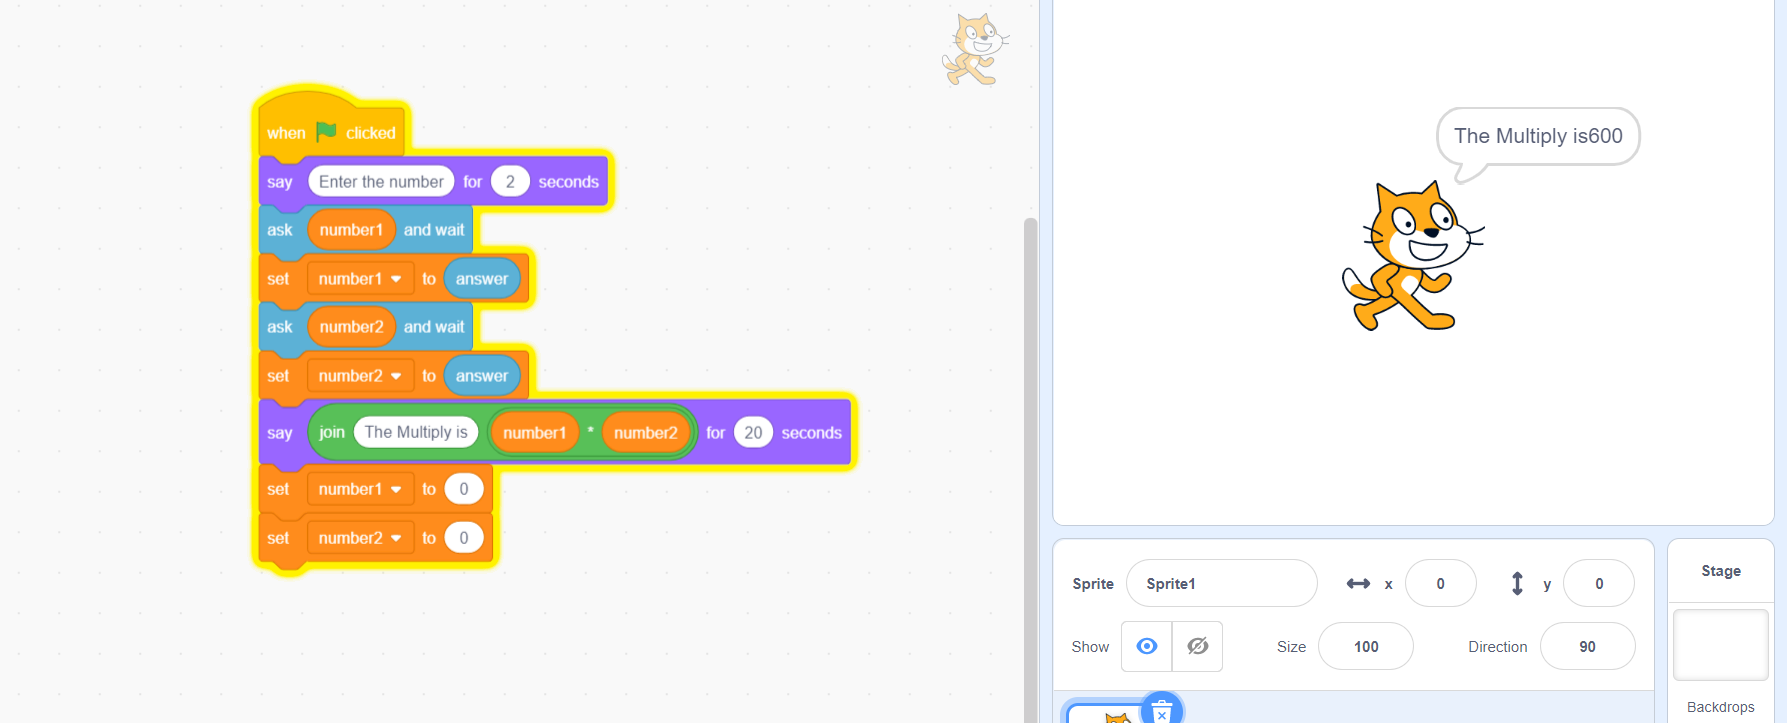 when clicked
say Enter the number for 2 seconds
ask number1 and wait
set number1 to answer
ask number2 and wait
set number2 to answer
say join The Multiply is number1 * number2 for 20 seconds
set number1 to 0
set number2 to 0
The Multiply is600
Sprite Sprite1 x 0 y 0
Show Size 100 Direction 90
Stage
Backdrops